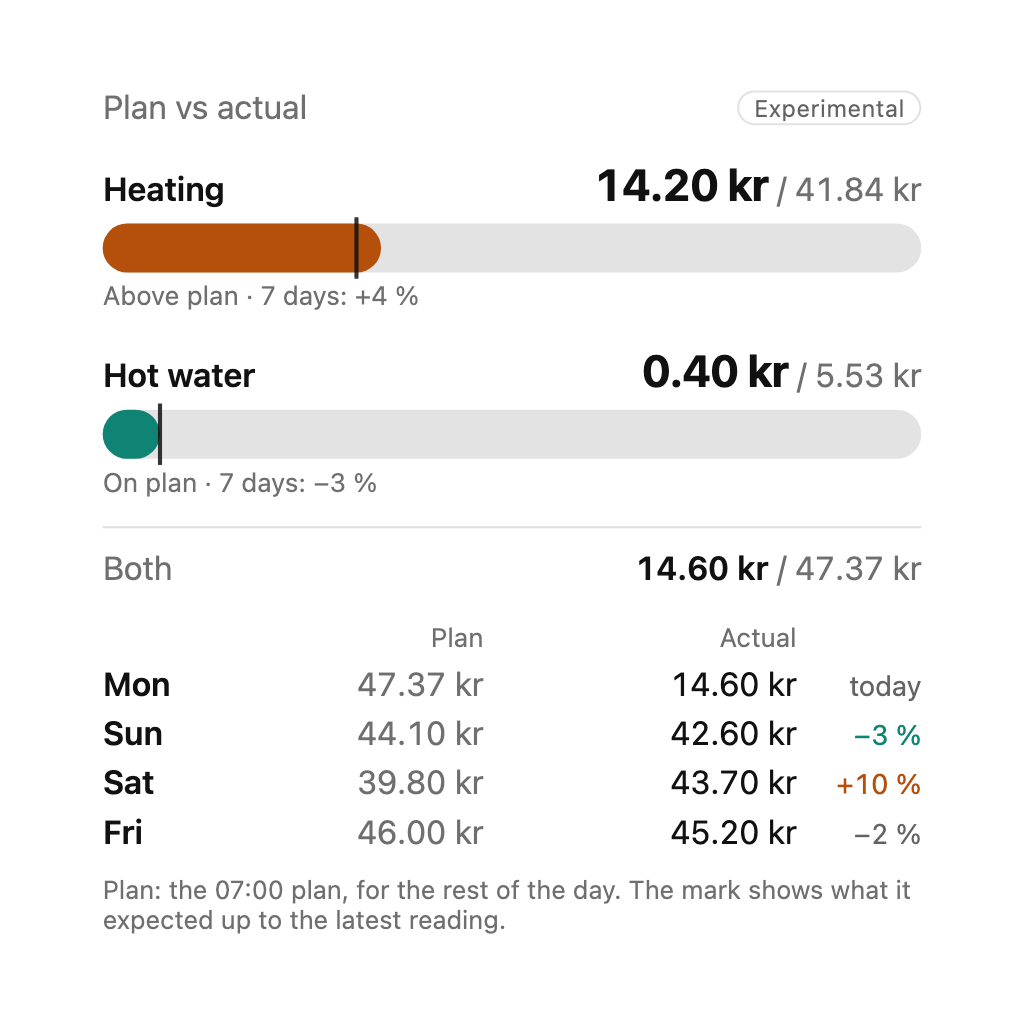 Plan vs actual
Experimental
Heating
14.20 kr / 41.84 kr
Above plan · 7 days: +4 %
Hot water
0.40 kr / 5.53 kr
On plan · 7 days: −3 %
Both
14.60 kr / 47.37 kr
Plan Actual
Mon 47.37 kr 14.60 kr today
Sun 44.10 kr 42.60 kr −3 %
Sat 39.80 kr 43.70 kr +10 %
Fri 46.00 kr 45.20 kr −2 %
Plan: the 07:00 plan, for the rest of the day. The mark shows what it
expected up to the latest reading.